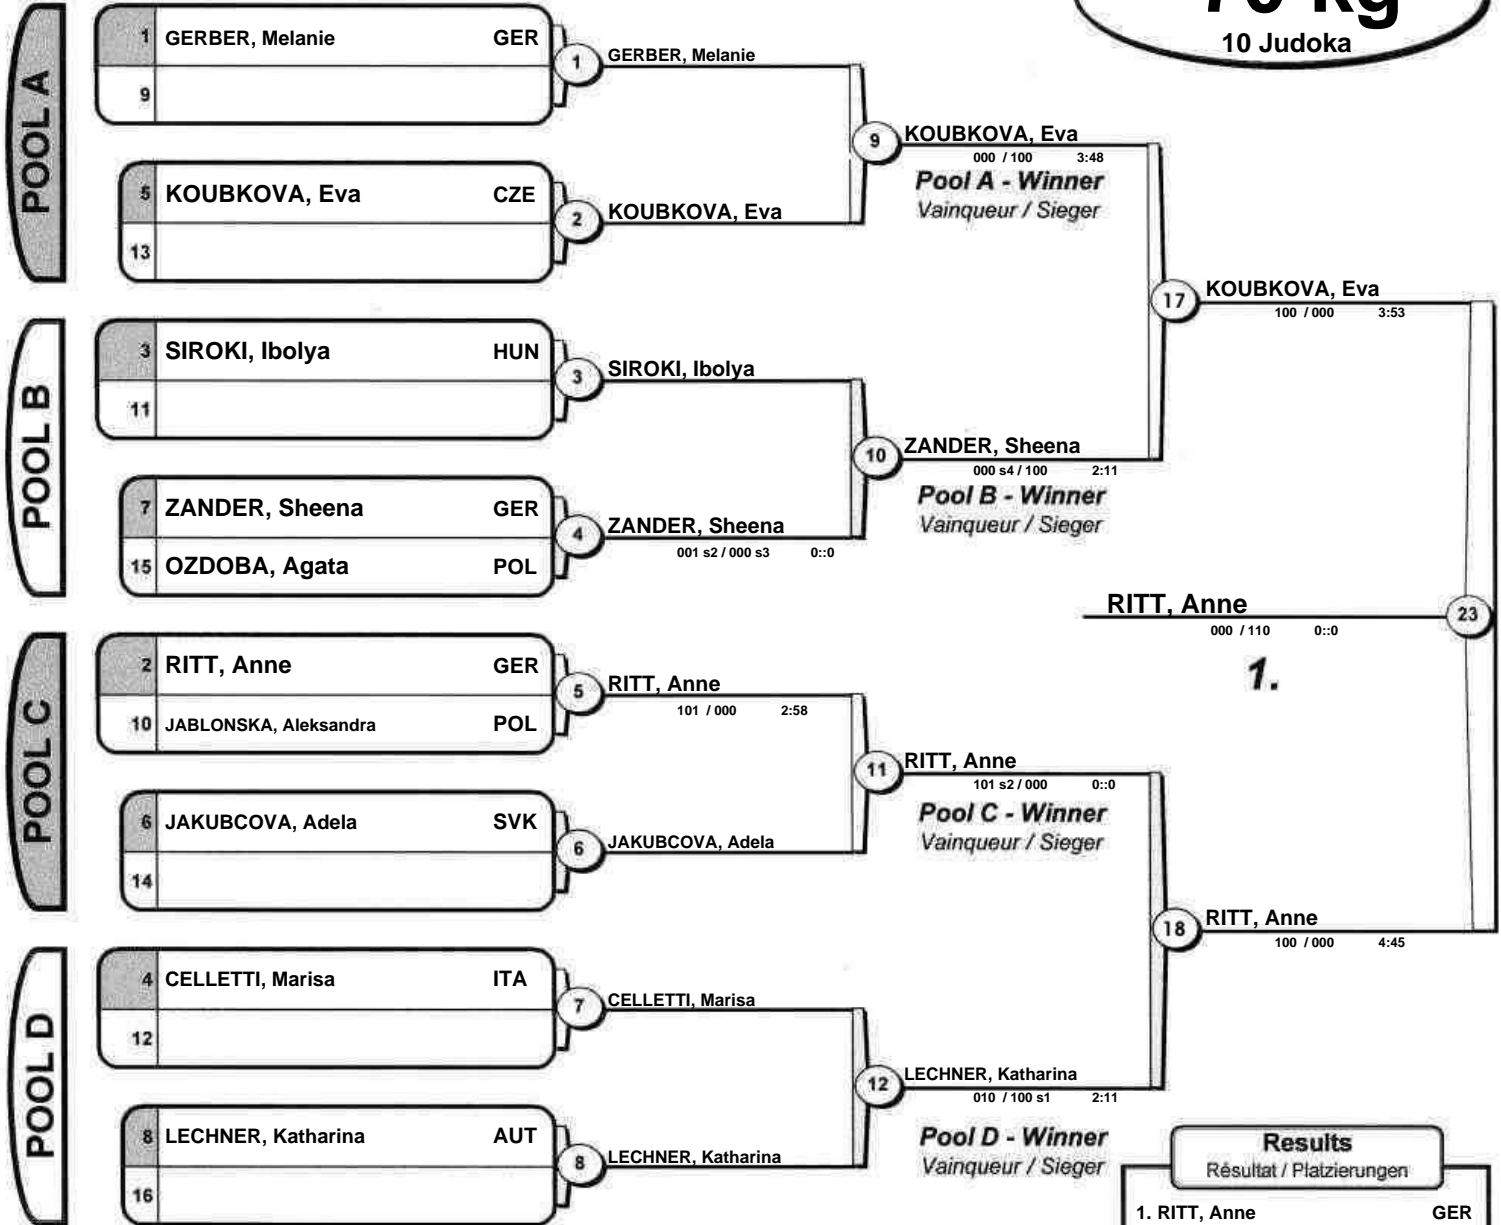 10 Judoka
POOL A
1 GERBER, Melanie GER
9
1 GERBER, Melanie
5 KOUBKOVA, Eva CZE
13
2 KOUBKOVA, Eva
9 KOUBKOVA, Eva
000 / 100 3:48
Pool A - Winner
Vainqueur / Sieger
POOL B
3 SIROKI, Ibolya HUN
11
3 SIROKI, Ibolya
7 ZANDER, Sheena GER
15 OZDOBA, Agata POL
4 ZANDER, Sheena
001 s2 / 000 s3 0::0
10 ZANDER, Sheena
000 s4 / 100 2:11
Pool B - Winner
Vainqueur / Sieger
17 KOUBKOVA, Eva
100 / 000 3:53
RITT, Anne 23
000 / 110 0::0
1.
POOL C
2 RITT, Anne GER
10 JABLONSKA, Aleksandra POL
5 RITT, Anne
101 / 000 2:58
6 JAKUBCOVA, Adela SVK
14
6 JAKUBCOVA, Adela
11 RITT, Anne
101 s2 / 000 0::0
Pool C - Winner
Vainqueur / Sieger
POOL D
4 CELLETTI, Marisa ITA
12
7 CELLETTI, Marisa
8 LECHNER, Katharina AUT
16
8 LECHNER, Katharina
12 LECHNER, Katharina
010 / 100 s1 2:11
Pool D - Winner
Vainqueur / Sieger
18 RITT, Anne
100 / 000 4:45
Results
Résultat / Platzierungen
1. RITT, Anne GER